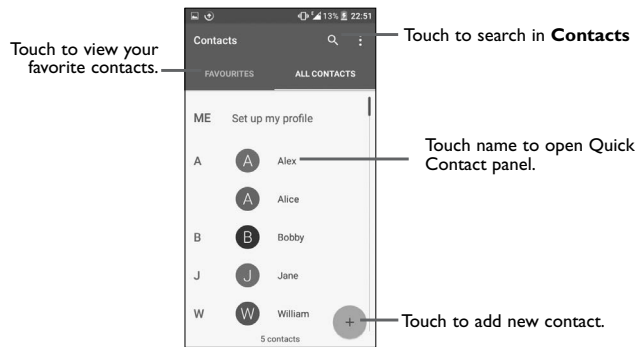 13% 22:51
Contacts
Touch to search in Contacts
Touch to view your
favorite contacts.
FAVOURITES ALL CONTACTS
ME Set up my profile
A A Alex
Touch name to open Quick
Contact panel.
A Alice
B B Bobby
J J Jane
W W William
+
Touch to add new contact.
5 contacts